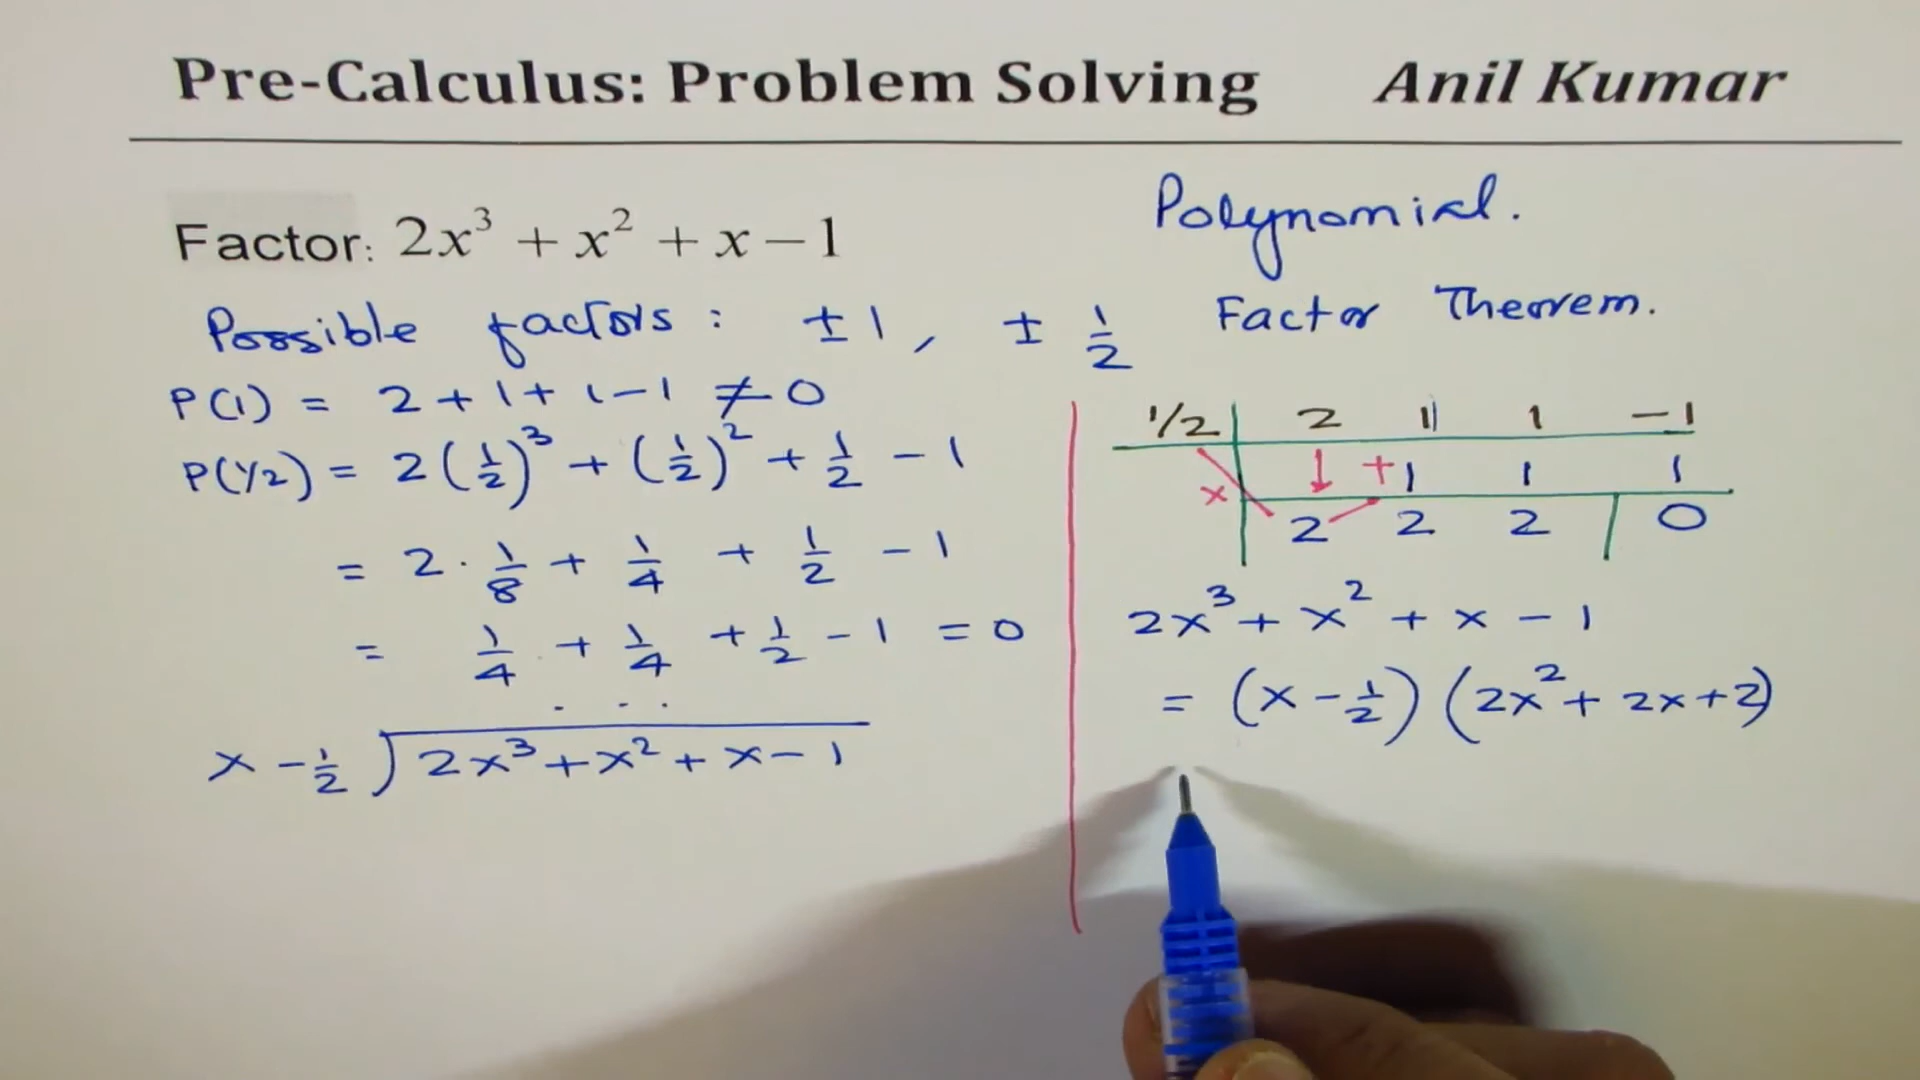 Pre-Calculus: Problem Solving Anil Kumar
Factor: 2x³ + x² + x – 1
Polynomial.
Possible factors : ±1, ± 1/2
Factor Theorem.
P(1) = 2 + 1 + 1 - 1 ≠ 0
P(1/2) = 2(1/2)³ + (1/2)² + 1/2 - 1
= 2 · 1/8 + 1/4 + 1/2 - 1
= 1/4 + 1/4 + 1/2 - 1 = 0
x - 1/2 ) 2x³ + x² + x - 1
1/2 | 2 1 1 -1
× ↓ + 1 1 1
2 2 2 | 0
2x³ + x² + x - 1
= (x - 1/2) (2x² + 2x + 2)